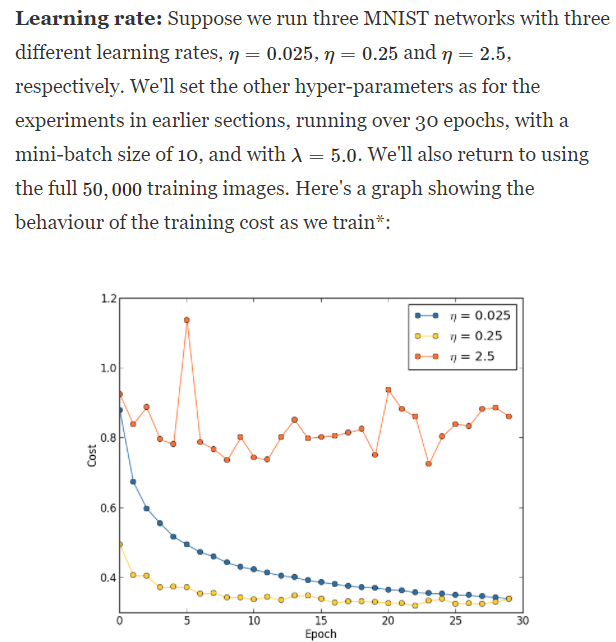 Learning rate: Suppose we run three MNIST networks with three
different learning rates, η = 0.025, η = 0.25 and η = 2.5,
respectively. We'll set the other hyper-parameters as for the
experiments in earlier sections, running over 30 epochs, with a
mini-batch size of 10, and with λ = 5.0. We'll also return to using
the full 50, 000 training images. Here's a graph showing the
behaviour of the training cost as we train*:
1.2
η = 0.025
η = 0.25
η = 2.5
1.0
0.8
Cost
0.6
0.4
0 5 10 15 20 25 30
Epoch